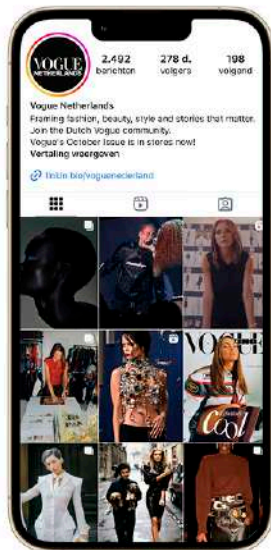 VOGUE
NETHERLANDS
2.492 278 d. 198
berichten volgers volgend
Vogue Netherlands
Framing fashion, beauty, style and stories that matter.
Join the Dutch Vogue community.
Vogue's October Issue is in stores now!
Vertaling weergeven
linkin.bio/voguenederland
VOGUE
Cool